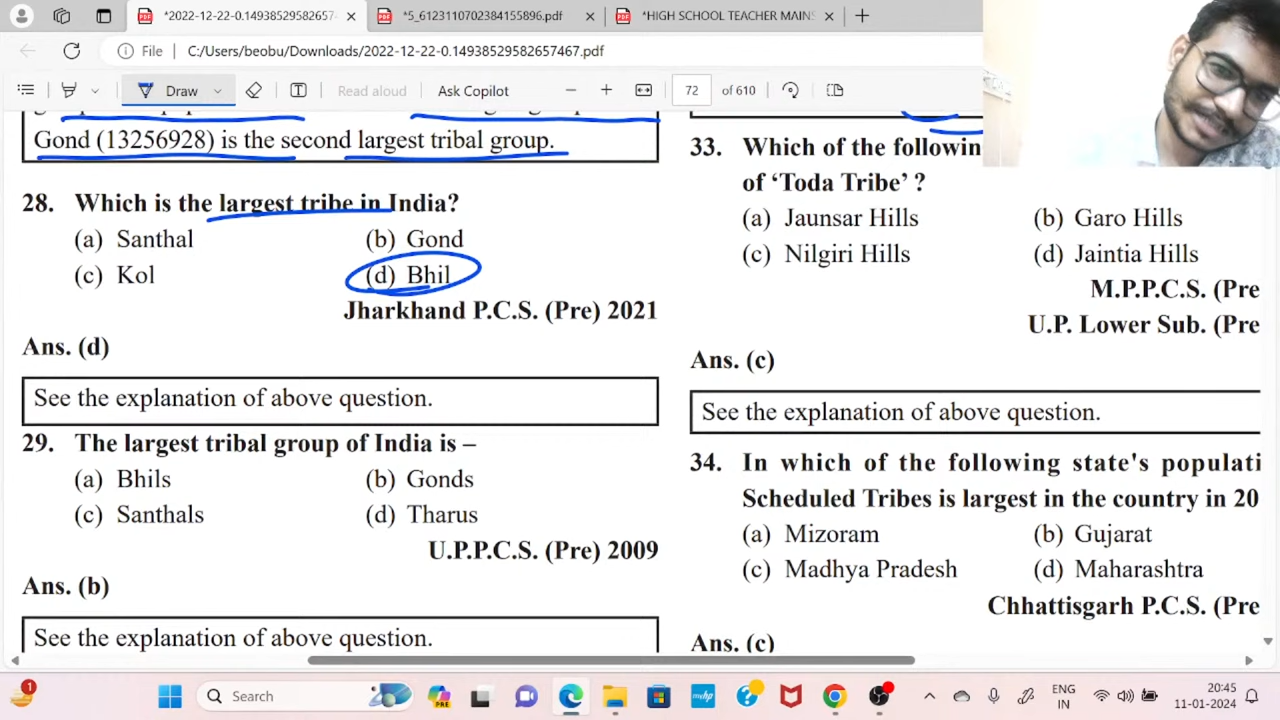 *2022-12-22-0.14938529582657
*5_6123110702384155896.pdf
*HIGH SCHOOL TEACHER MAINS
File
C:/Users/beobu/Downloads/2022-12-22-0.14938529582657467.pdf
Draw
Read aloud
Ask Copilot
72 of 610
Gond (13256928) is the second largest tribal group.
28. Which is the largest tribe in India?
(a) Santhal (b) Gond
(c) Kol (d) Bhil
Jharkhand P.C.S. (Pre) 2021
Ans. (d)
See the explanation of above question.
29. The largest tribal group of India is –
(a) Bhils (b) Gonds
(c) Santhals (d) Tharus
U.P.P.C.S. (Pre) 2009
Ans. (b)
See the explanation of above question.
33. Which of the following
of ‘Toda Tribe’ ?
(a) Jaunsar Hills (b) Garo Hills
(c) Nilgiri Hills (d) Jaintia Hills
M.P.P.C.S. (Pre
U.P. Lower Sub. (Pre
Ans. (c)
See the explanation of above question.
34. In which of the following state's populati
Scheduled Tribes is largest in the country in 20
(a) Mizoram (b) Gujarat
(c) Madhya Pradesh (d) Maharashtra
Chhattisgarh P.C.S. (Pre
Ans. (c)
1
Search
PRE
ENG
IN
20:45
11-01-2024